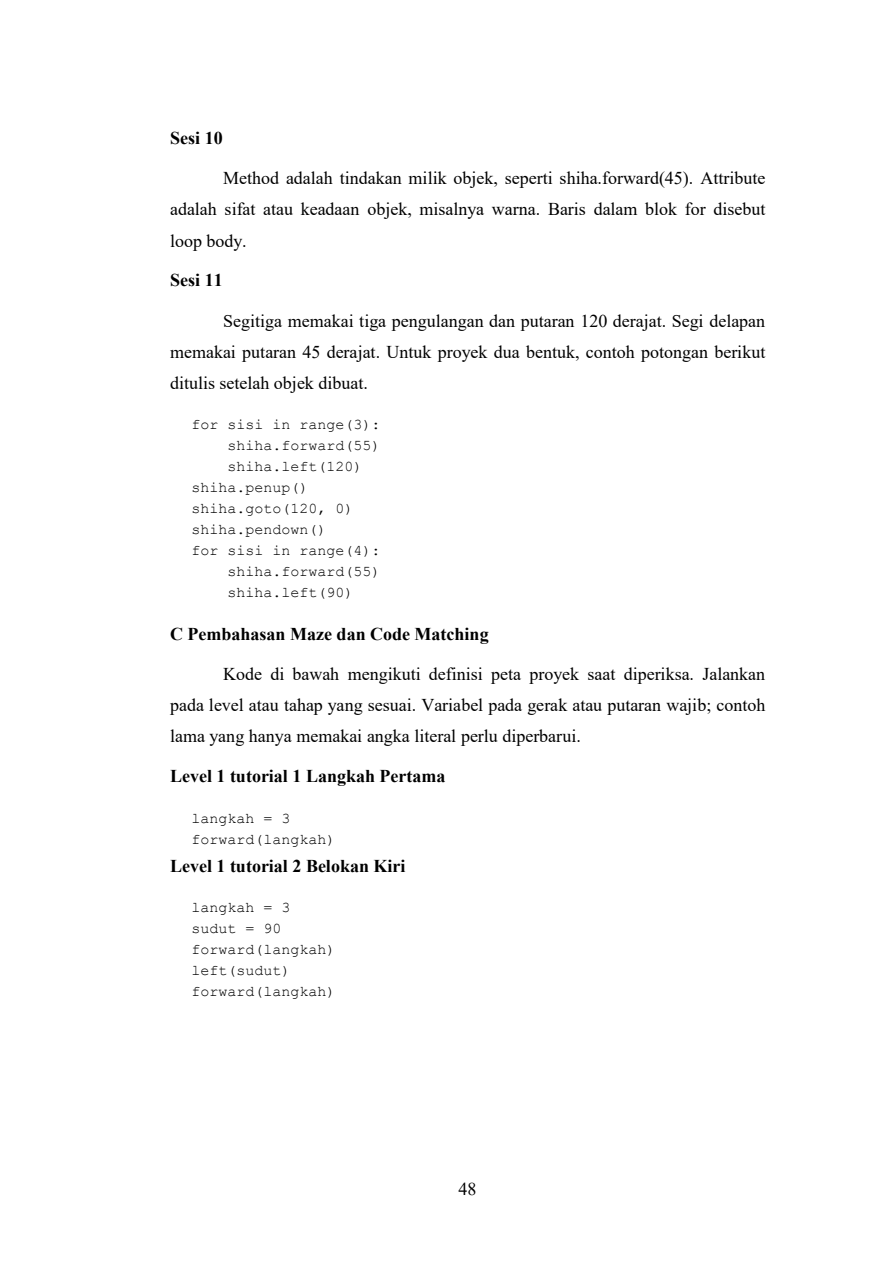 Sesi 10
Method adalah tindakan milik objek, seperti shiha.forward(45). Attribute
adalah sifat atau keadaan objek, misalnya warna. Baris dalam blok for disebut
loop body.
Sesi 11
Segitiga memakai tiga pengulangan dan putaran 120 derajat. Segi delapan
memakai putaran 45 derajat. Untuk proyek dua bentuk, contoh potongan berikut
ditulis setelah objek dibuat.
for sisi in range(3):
    shiha.forward(55)
    shiha.left(120)
shiha.penup()
shiha.goto(120, 0)
shiha.pendown()
for sisi in range(4):
    shiha.forward(55)
    shiha.left(90)
C Pembahasan Maze dan Code Matching
Kode di bawah mengikuti definisi peta proyek saat diperiksa. Jalankan
pada level atau tahap yang sesuai. Variabel pada gerak atau putaran wajib; contoh
lama yang hanya memakai angka literal perlu diperbarui.
Level 1 tutorial 1 Langkah Pertama
langkah = 3
forward(langkah)
Level 1 tutorial 2 Belokan Kiri
langkah = 3
sudut = 90
forward(langkah)
left(sudut)
forward(langkah)
48